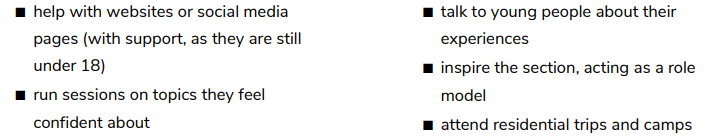 ■ help with websites or social media
pages (with support, as they are still
under 18)
■ run sessions on topics they feel
confident about
■ talk to young people about their
experiences
■ inspire the section, acting as a role
model
■ attend residential trips and camps